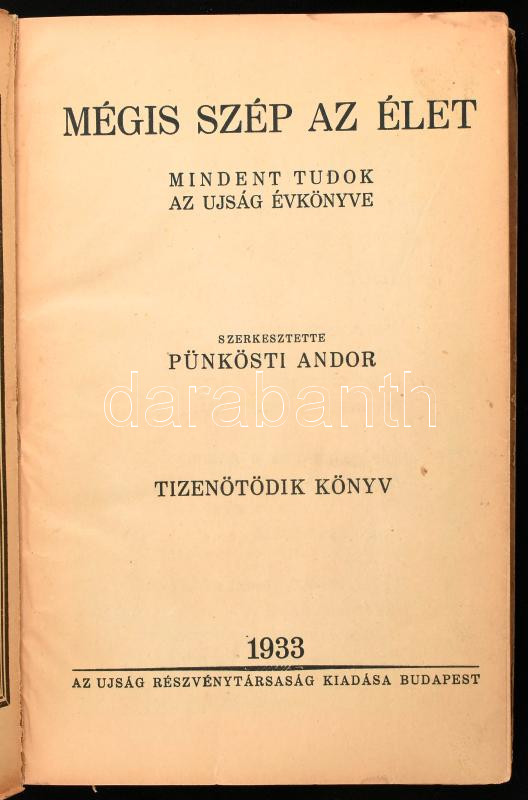 MÉGIS SZÉP AZ ÉLET
MINDENT TUDOK
AZ UJSÁG ÉVKÖNYVE
SZERKESZTETTE
PÜNKÖSTI ANDOR
darabanth
TIZENÖTÖDIK KÖNYV
1933
AZ UJSÁG RÉSZVÉNYTÁRSASÁG KIADÁSA BUDAPEST